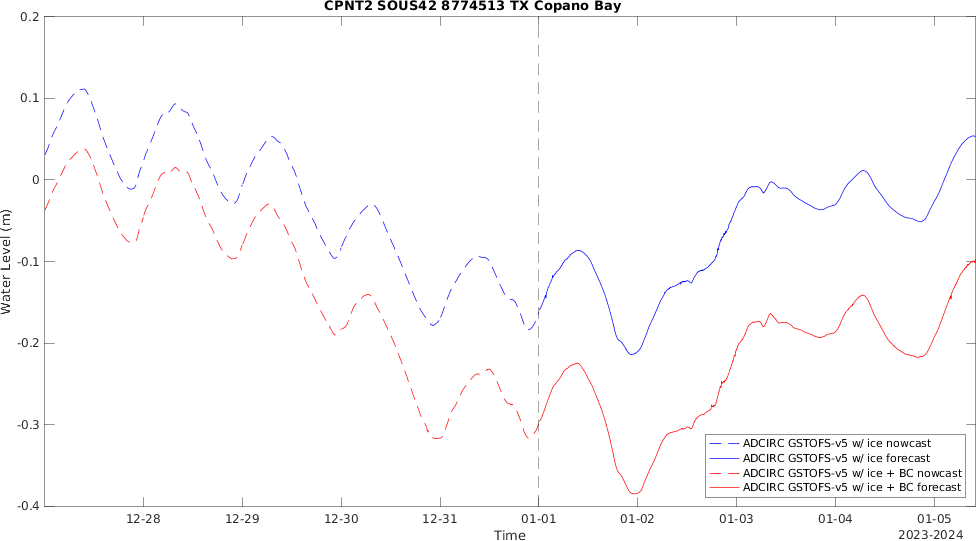 CPNT2 SOUS42 8774513 TX Copano Bay
0.2
0.1
0
-0.1
-0.2
-0.3
-0.4
Water Level (m)
ADCIRC GSTOFS-v5 w/ ice nowcast
ADCIRC GSTOFS-v5 w/ ice forecast
ADCIRC GSTOFS-v5 w/ ice + BC nowcast
ADCIRC GSTOFS-v5 w/ ice + BC forecast
12-28 12-29 12-30 12-31 01-01 01-02 01-03 01-04 01-05
Time
2023-2024